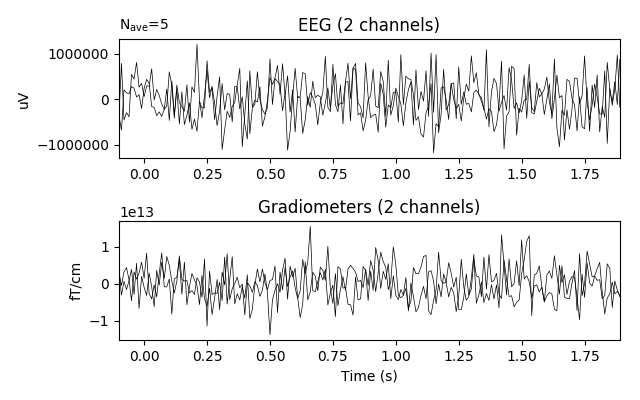 N_ave=5
EEG (2 channels)
1000000
0
−1000000
uV
0.00 0.25 0.50 0.75 1.00 1.25 1.50 1.75
1e13
Gradiometers (2 channels)
1
0
−1
fT/cm
0.00 0.25 0.50 0.75 1.00 1.25 1.50 1.75
Time (s)